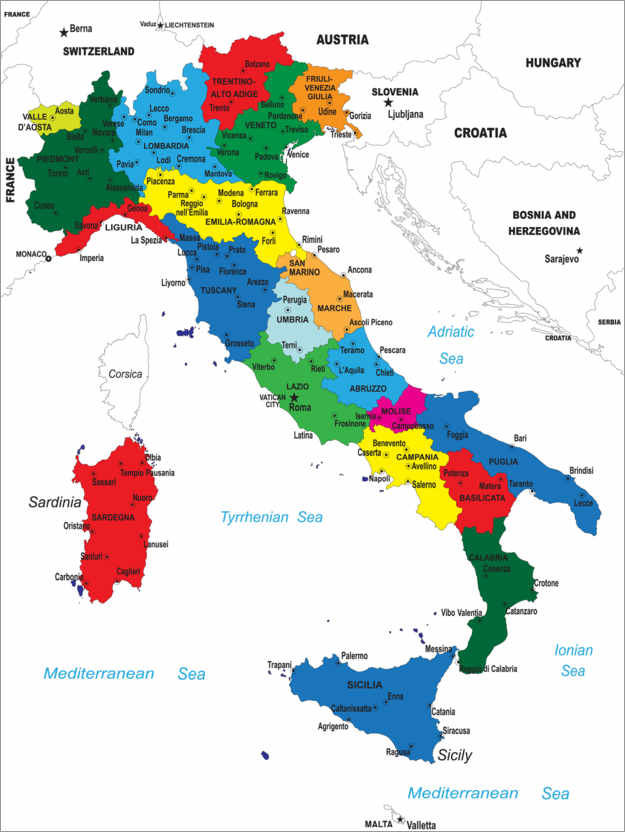 FRANCE
Berna
Vaduz
LIECHTENSTEIN
SWITZERLAND
AUSTRIA
HUNGARY
SLOVENIA
Ljubljana
CROATIA
BOSNIA AND
HERZEGOVINA
Sarajevo
SERBIA
CROATIA
FRANCE
MONACO
Bolzano
TRENTINO-
ALTO ADIGE
Trento
FRIULI-
VENEZIA
GIULIA
Udine
Gorizia
Pordenone
Trieste
Belluno
VENETO
Treviso
Vicenza
Verona
Padova
Venice
Rovigo
Sondrio
Lecco
Como
Varese
Bergamo
Milan
Brescia
LOMBARDIA
Lodi
Cremona
Pavia
Mantova
Aosta
VALLE
D'AOSTA
Verbania
Biella
Novara
Vercelli
PIEDMONT
Torino
Asti
Alessandria
Cuneo
Genoa
Savona
LIGURIA
Imperia
La Spezia
Piacenza
Parma
Reggio
nell'Emilia
Modena
Bologna
Ferrara
Ravenna
EMILIA-ROMAGNA
Forli
Rimini
SAN
MARINO
Pesaro
Ancona
Macerata
MARCHE
Ascoli Piceno
Massa
Pistoia
Lucca
Prato
Pisa
Fiorence
Liyorno
Arezzo
TUSCANY
Siena
Grosseto
Perugia
UMBRIA
Terni
Viterbo
Rieti
LAZIO
VATICAN
CITY
Roma
Frosinone
Latina
Teramo
Pescara
L'Aquila
Chieti
ABRUZZO
MOLISE
Isernia
Campobosso
Benevento
Caserta
CAMPANIA
Avellino
Napoli
Salerno
Foggia
Bari
PUGLIA
Brindisi
Taranto
Lecce
Potenza
Matera
BASILICATA
CALABRIA
Cosenza
Crotone
Catanzaro
Vibo Valentia
Reggio di Calabria
Messina
Palermo
Trapani
SICILIA
Enna
Caltanissatta
Catania
Agrigento
Siracusa
Ragusa
Sicily
Corsica
Olbia
Tempio Pausania
Sassari
Nuoro
Sardinia
SARDEGNA
Oristano
Lanusei
Sanluri
Carbonia
Cagliari
Adriatic
Sea
Tyrrhenian Sea
Ionian
Sea
Mediterranean Sea
Mediterranean Sea
MALTA
Valletta